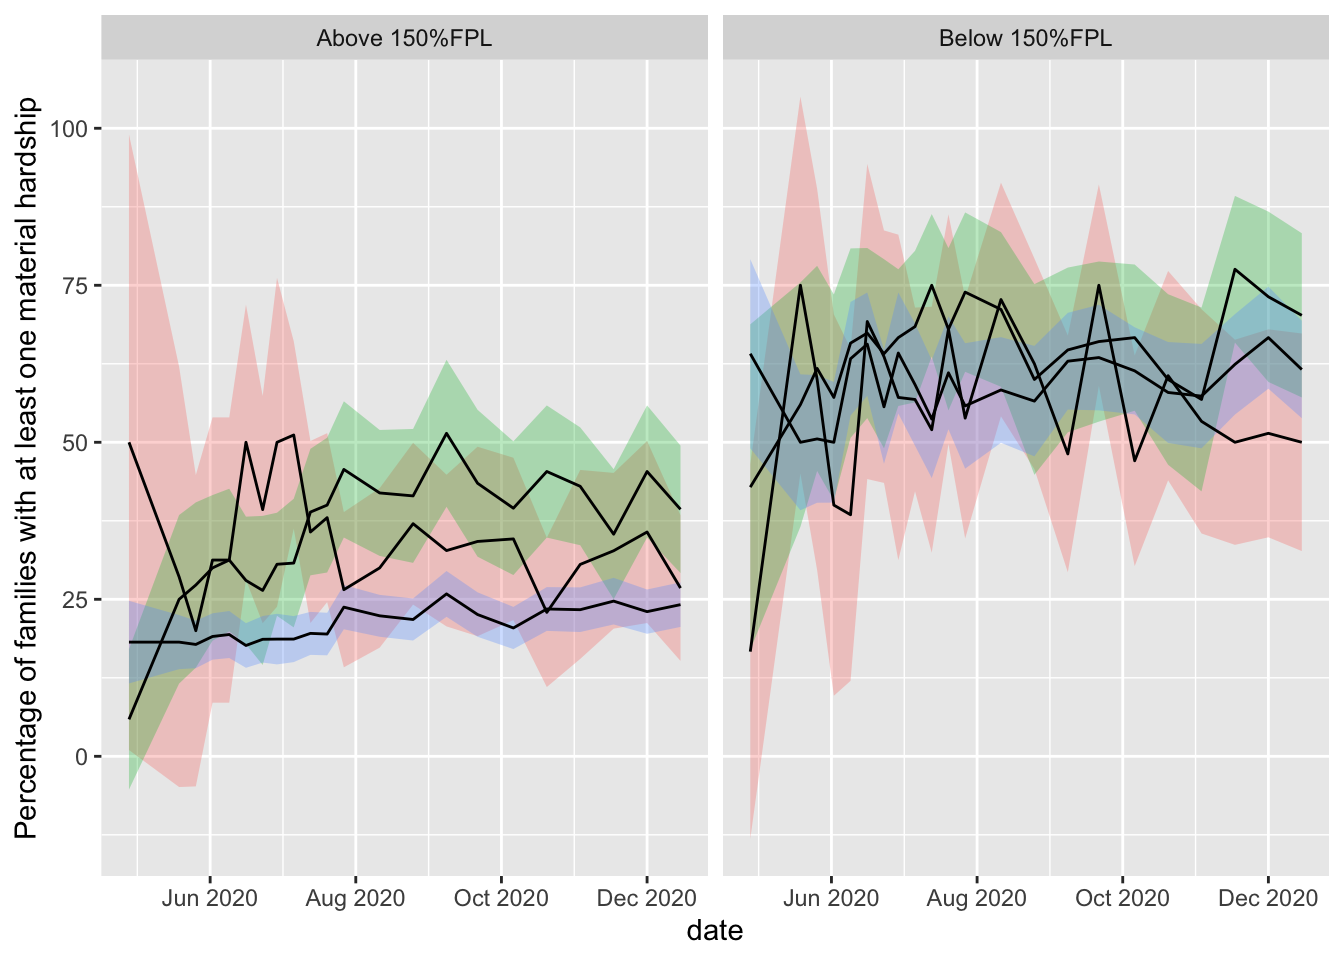 Above 150%FPL
Below 150%FPL
Percentage of families with at least one material hardship
100
75
50
25
0
Jun 2020
Aug 2020
Oct 2020
Dec 2020
Jun 2020
Aug 2020
Oct 2020
Dec 2020
date